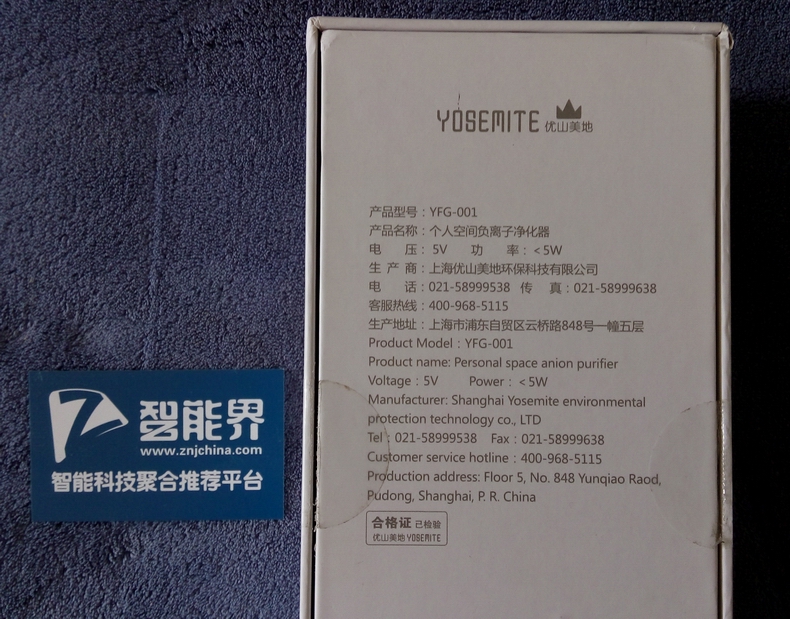 YOSEMITE 优山美地
产品型号：YFG-001
产品名称：个人空间负离子净化器
电 压：5V 功 率：<5W
生 产 商：上海优山美地环保科技有限公司
电 话：021-58999538 传 真：021-58999638
客服热线：400-968-5115
生产地址：上海市浦东自贸区云桥路848号一幢五层
Product Model：YFG-001
Product name: Personal space anion purifier
Voltage：5V Power：<5W
Manufacturer: Shanghai Yosemite environmental
protection technology co., LTD
Tel：021-58999538 Fax：021-58999638
Customer service hotline：400-968-5115
Production address: Floor 5, No. 848 Yunqiao Raod,
Pudong, Shanghai, P. R. China
合格证 已检验
优山美地 YOSEMITE
智能界
www.znjchina.com
智能科技聚合推荐平台